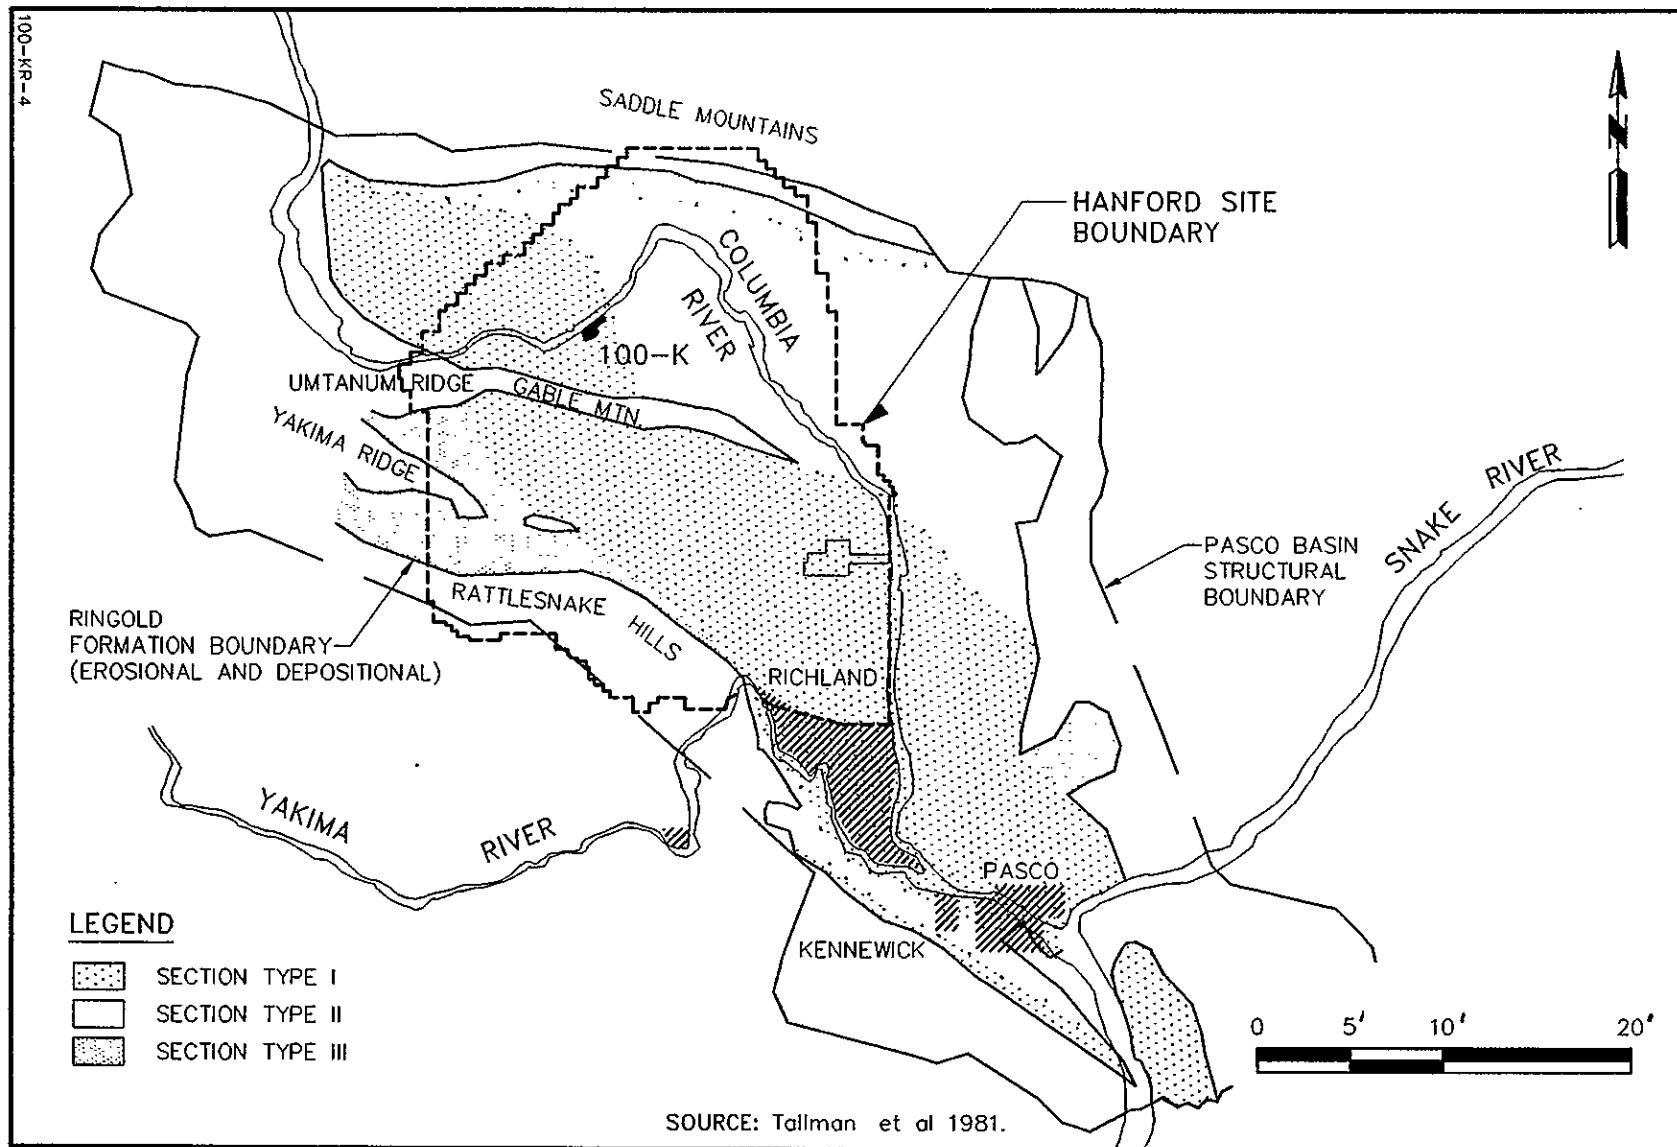 100-KR-4
SADDLE MOUNTAINS
N
HANFORD SITE
BOUNDARY
COLUMBIA
RIVER
100-K
UMTANUM RIDGE
GABLE MTN.
YAKIMA RIDGE
SNAKE RIVER
PASCO BASIN
STRUCTURAL
BOUNDARY
RATTLESNAKE
HILLS
RINGOLD
FORMATION BOUNDARY
(EROSIONAL AND DEPOSITIONAL)
RICHLAND
YAKIMA
RIVER
PASCO
KENNEWICK
LEGEND
SECTION TYPE I
SECTION TYPE II
SECTION TYPE III
0 5' 10' 20'
SOURCE: Tallman et al 1981.